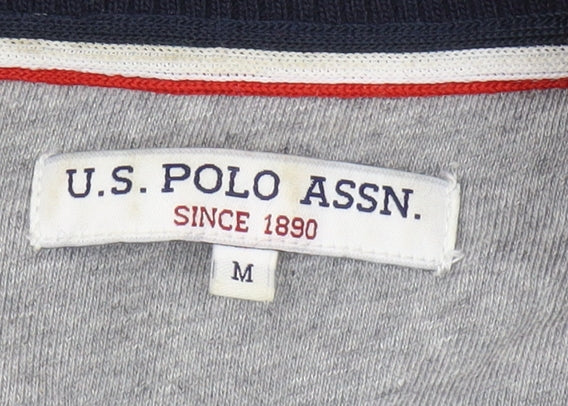 U.S. POLO ASSN.
SINCE 1890
M